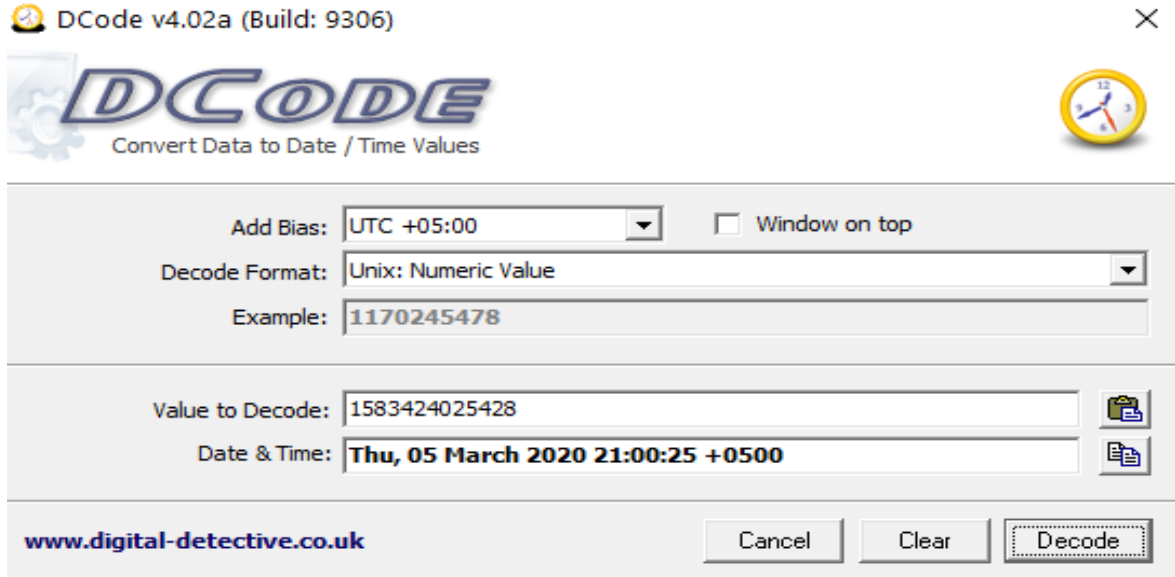 DCode v4.02a (Build: 9306)
DCODE
Convert Data to Date / Time Values
Add Bias: UTC +05:00 Window on top
Decode Format: Unix: Numeric Value
Example: 1170245478
Value to Decode: 1583424025428
Date & Time: Thu, 05 March 2020 21:00:25 +0500
www.digital-detective.co.uk Cancel Clear Decode